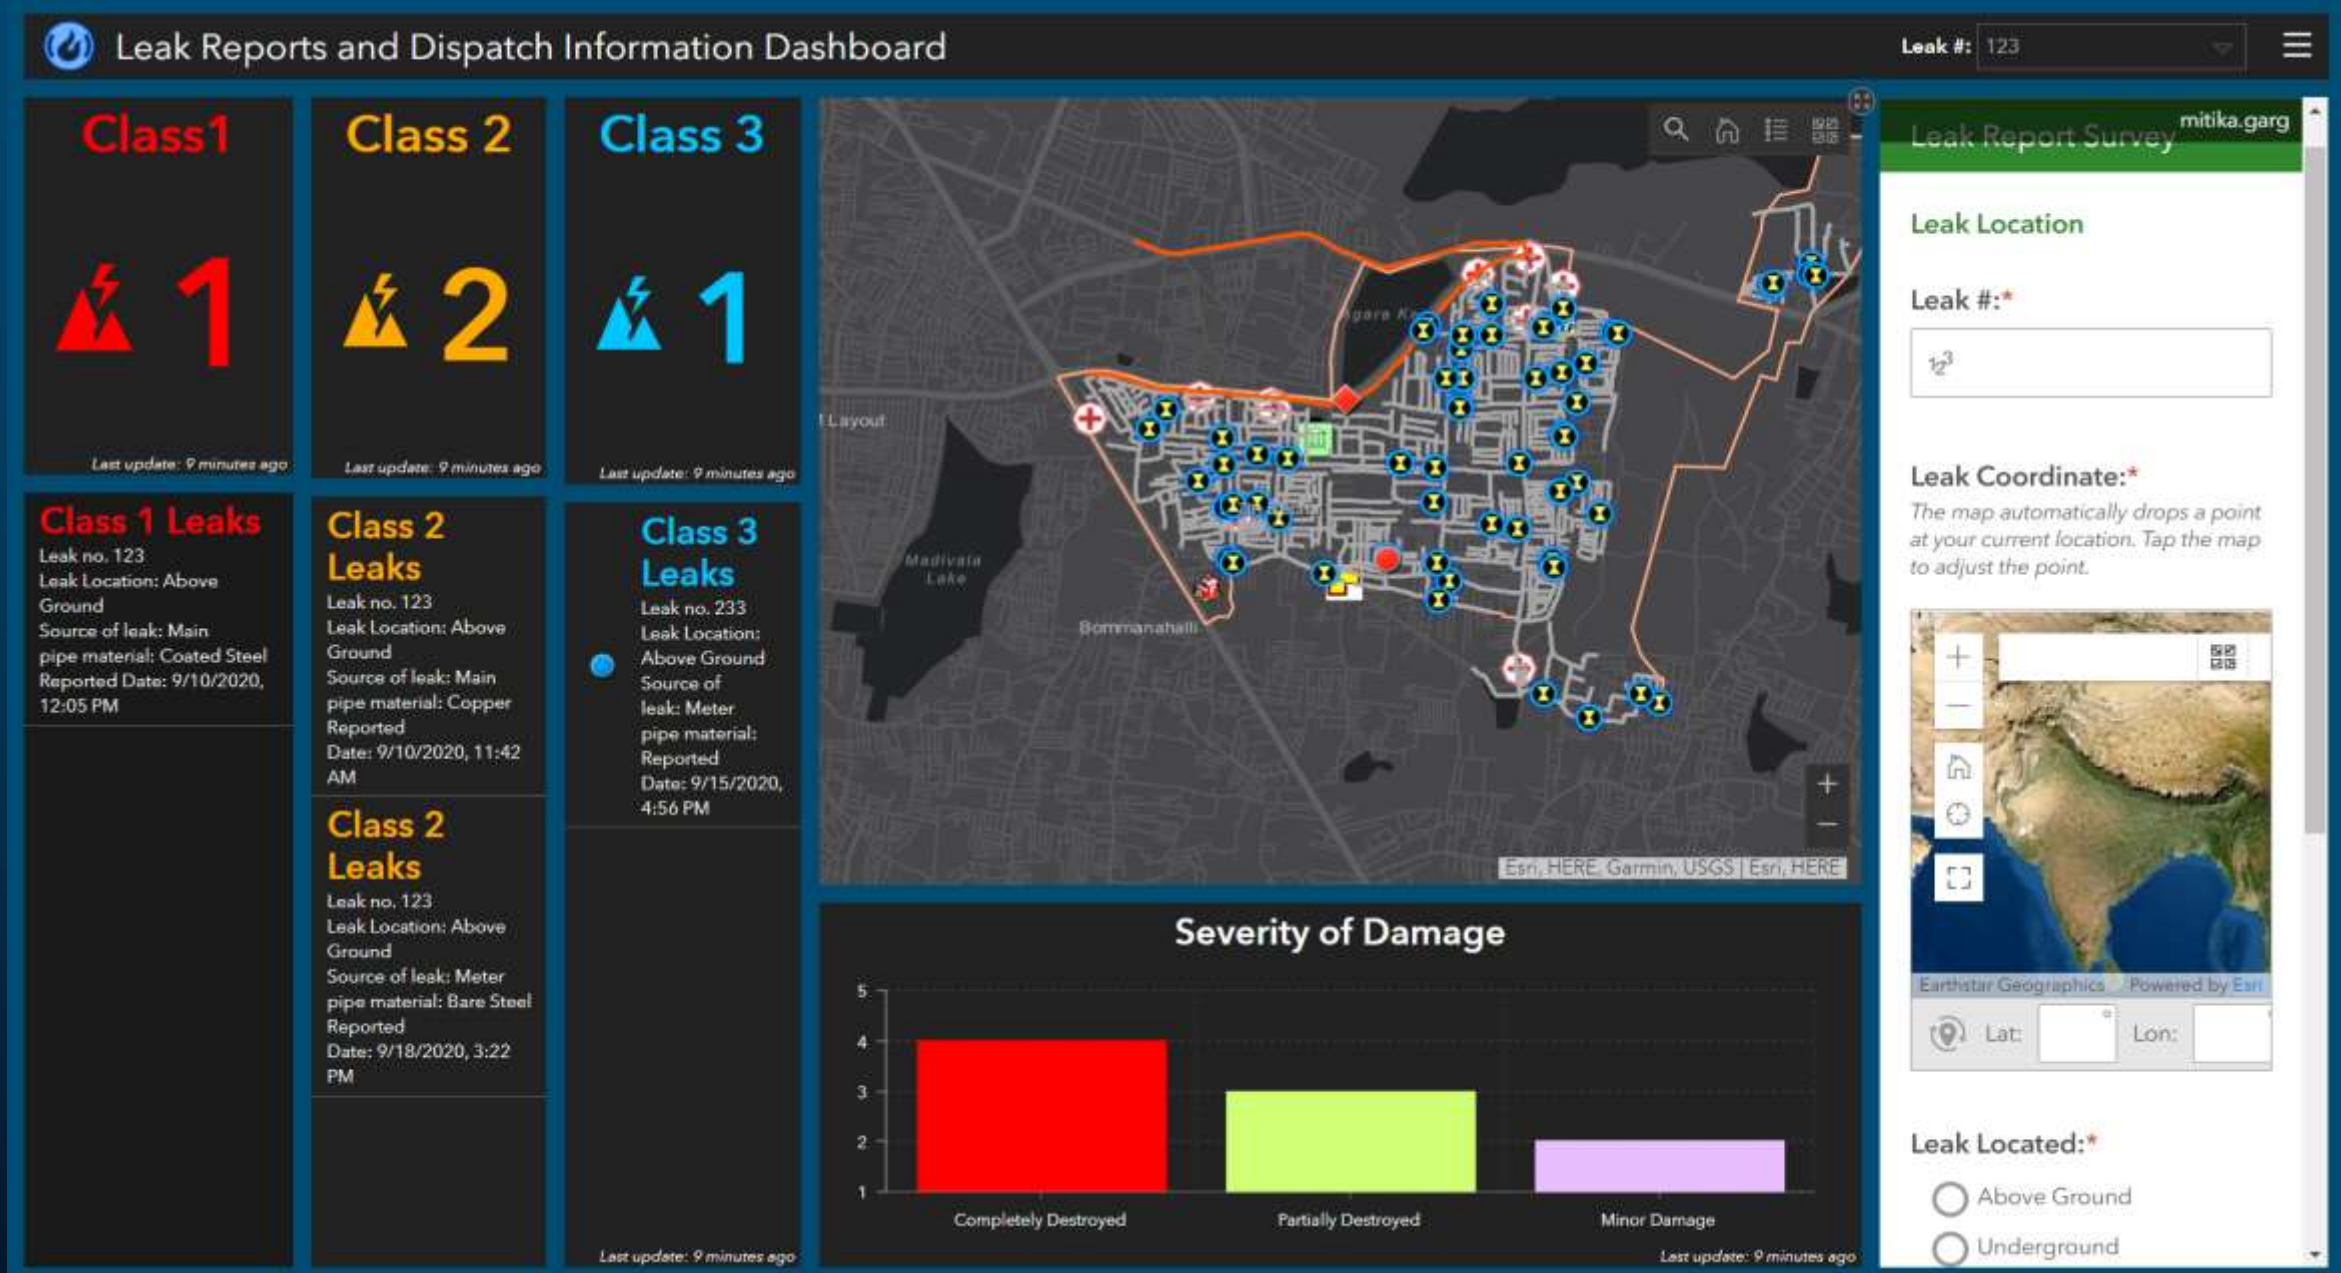 Leak Reports and Dispatch Information Dashboard
Leak #: 123
Class1
1
Last update: 9 minutes ago
Class 2
2
Last update: 9 minutes ago
Class 3
1
Last update: 9 minutes ago
Class 1 Leaks
Leak no. 123
Leak Location: Above
Ground
Source of leak: Main
pipe material: Coated Steel
Reported Date: 9/10/2020,
12:05 PM
Class 2
Leaks
Leak no. 123
Leak Location: Above
Ground
Source of leak: Main
pipe material: Copper
Reported
Date: 9/10/2020, 11:42
AM
Class 2
Leaks
Leak no. 123
Leak Location: Above
Ground
Source of leak: Meter
pipe material: Bare Steel
Reported
Date: 9/18/2020, 3:22
PM
Class 3
Leaks
Leak no. 233
Leak Location:
Above Ground
Source of
leak: Meter
pipe material:
Reported
Date: 9/15/2020,
4:56 PM
Last update: 9 minutes ago
Layout
Madivala
Lake
Bommanahalli
+
−
Esri, HERE, Garmin, USGS | Esri, HERE
Severity of Damage
5
4
3
2
1
Completely Destroyed
Partially Destroyed
Minor Damage
Last update: 9 minutes ago
mitika.garg
Leak Report Survey
Leak Location
Leak #:*
123
Leak Coordinate:*
The map automatically drops a point
at your current location. Tap the map
to adjust the point.
+
−
Earthstar Geographics Powered by Esri
Lat: ° Lon: °
Leak Located:*
Above Ground
Underground